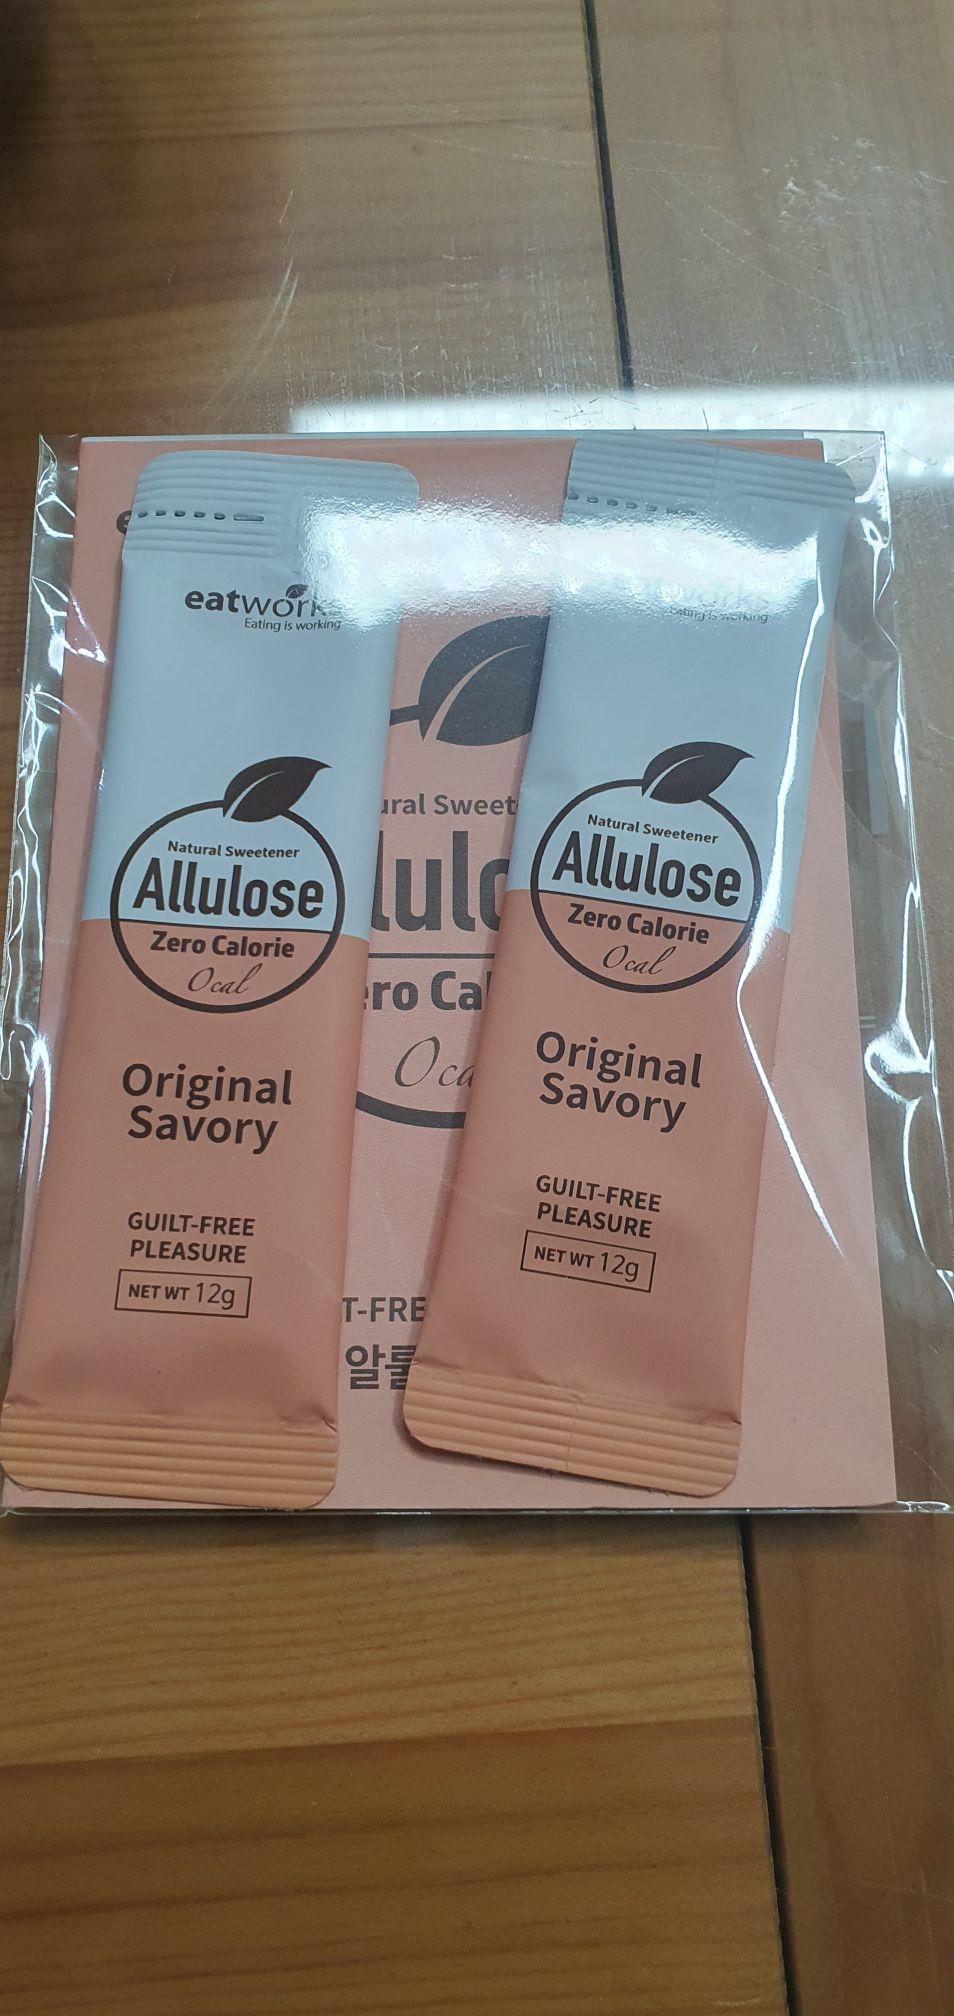 eatworks
Eating is working
Natural Sweetener
Allulose
Zero Calorie
0cal
Original
Savory
GUILT-FREE
PLEASURE
NET WT 12g
Eating is working
Natural Sweetener
Allulose
Zero Calorie
0cal
Original
Savory
GUILT-FREE
PLEASURE
NET WT 12g